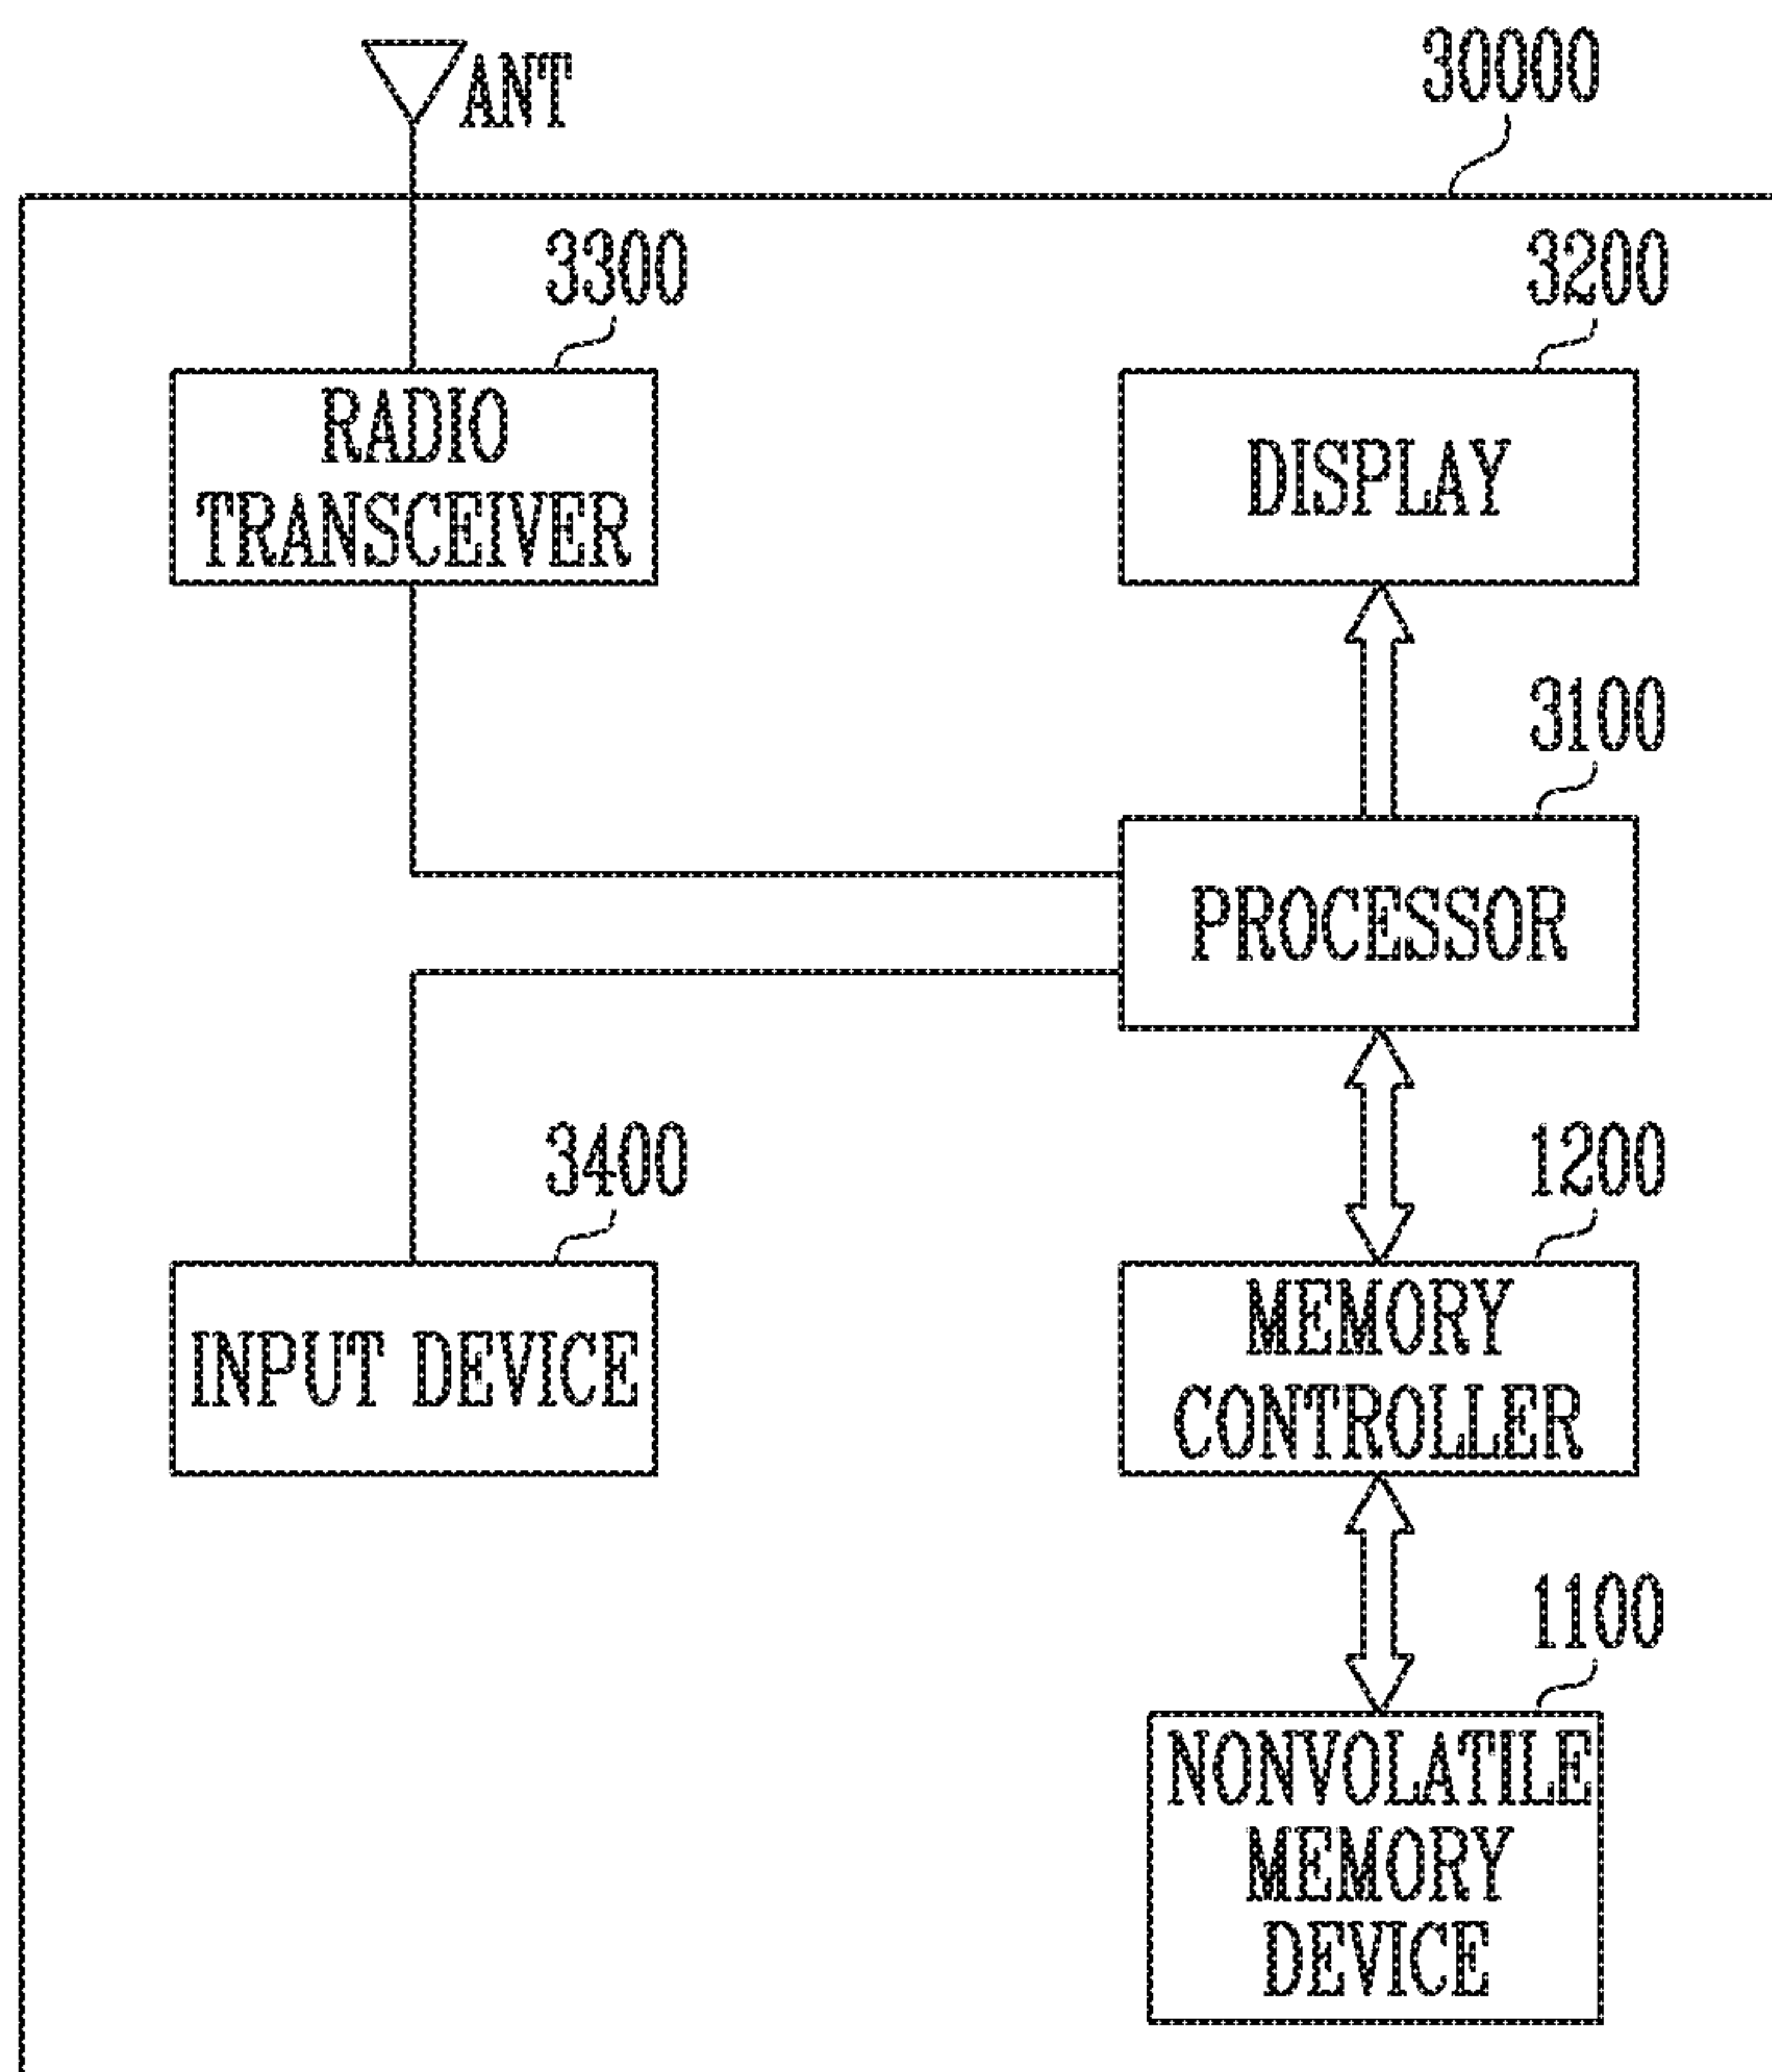 ANT
30000
3300
3200
RADIO
TRANSCEIVER
DISPLAY
3100
PROCESSOR
3400
1200
INPUT DEVICE
MEMORY
CONTROLLER
1100
NONVOLATILE
MEMORY
DEVICE